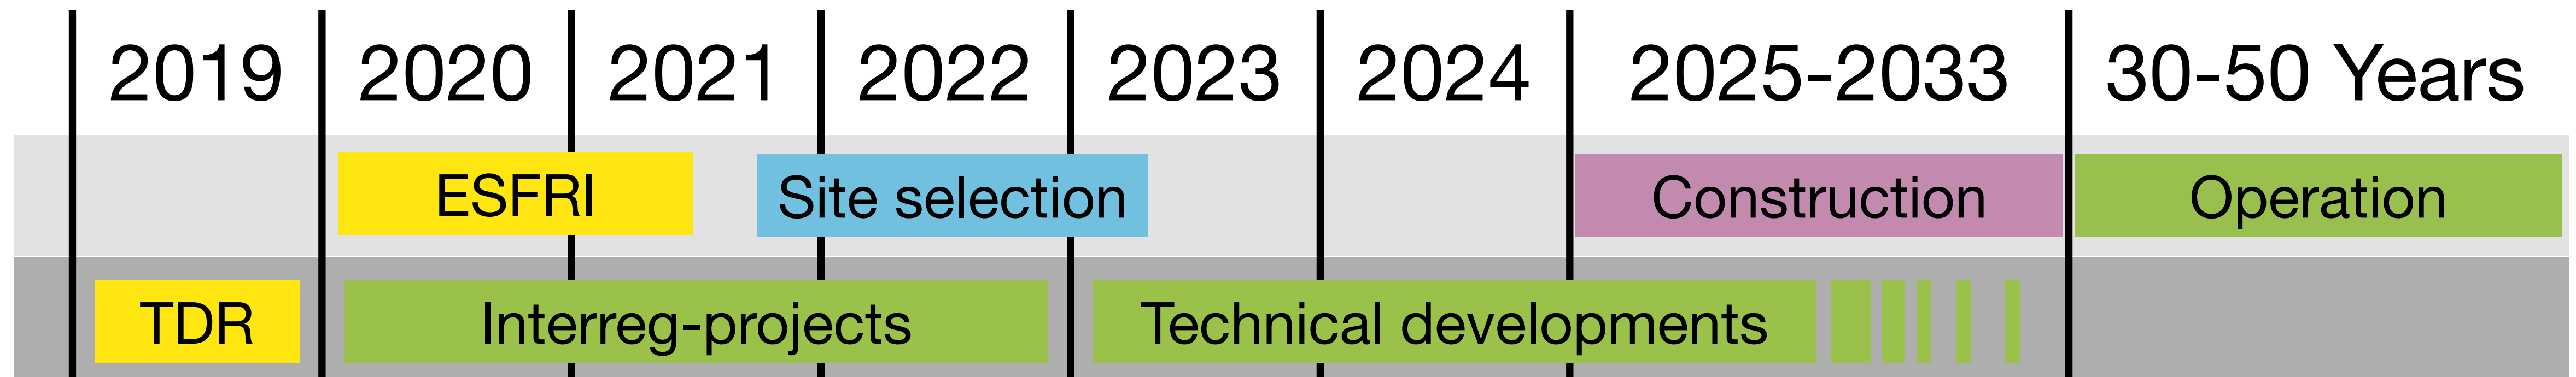 2019 2020 2021 2022 2023 2024 2025-2033 30-50 Years
ESFRI Site selection Construction Operation
TDR Interreg-projects Technical developments